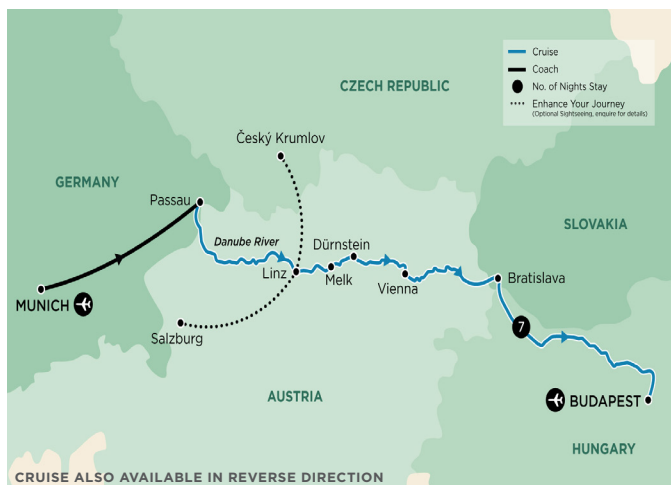 Cruise
Coach
No. of Nights Stay
Enhance Your Journey
(Optional Sightseeing, enquire for details)
CZECH REPUBLIC
Český Krumlov
GERMANY
Passau
SLOVAKIA
Danube River
Dürnstein
Linz
Melk
Vienna
Bratislava
MUNICH
Salzburg
7
AUSTRIA
BUDAPEST
HUNGARY
CRUISE ALSO AVAILABLE IN REVERSE DIRECTION